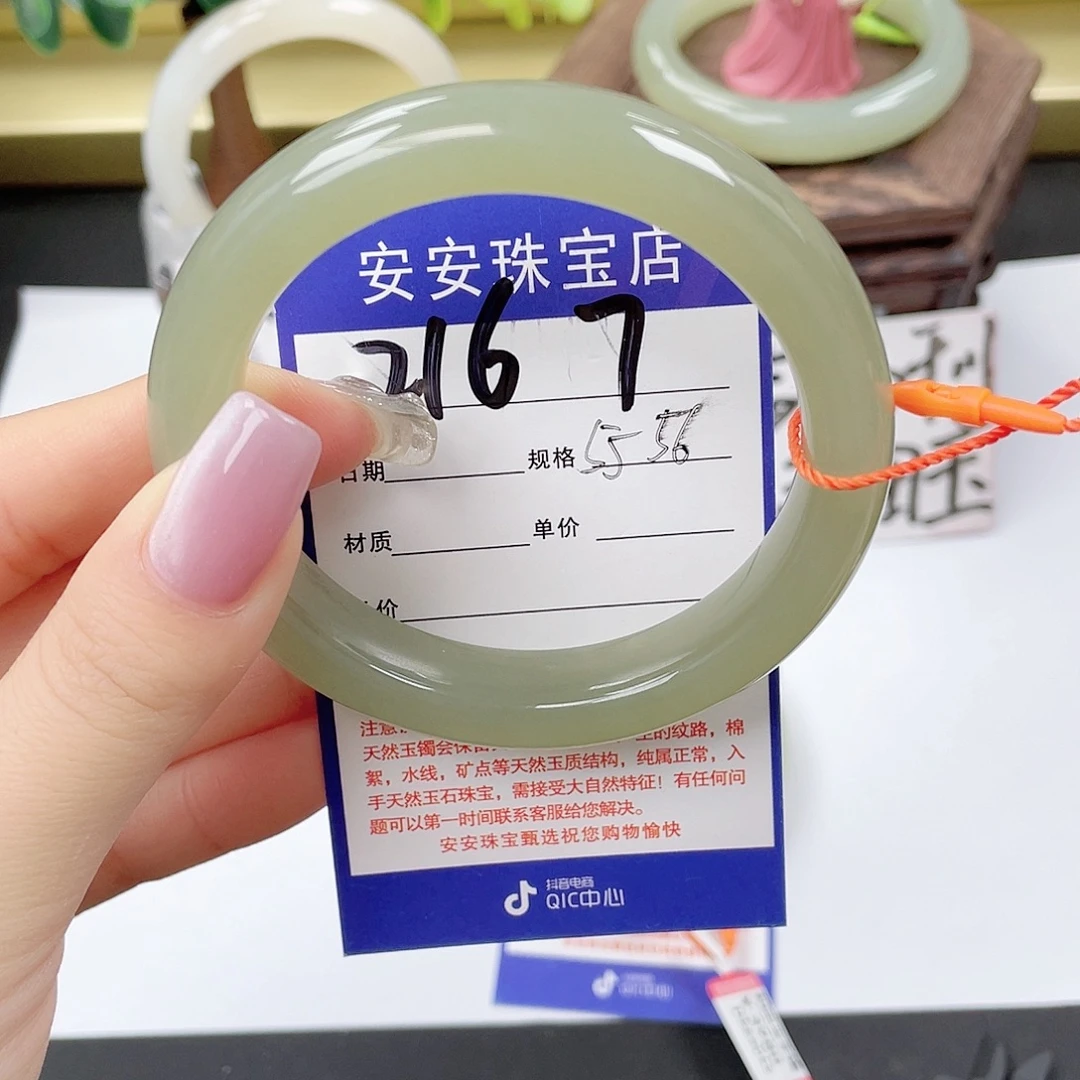 安安珠宝店
2167
日期 规格 55 56
材质 单价
价
注意 的纹路，棉
天然玉镯会保留
絮，水线，矿点等天然玉质结构，纯属正常，入
手天然玉石珠宝，需接受大自然特征！有任何问
题可以第一时间联系客服给您解决。
安安珠宝甄选祝您购物愉快
抖音电商
QIC中心
旺